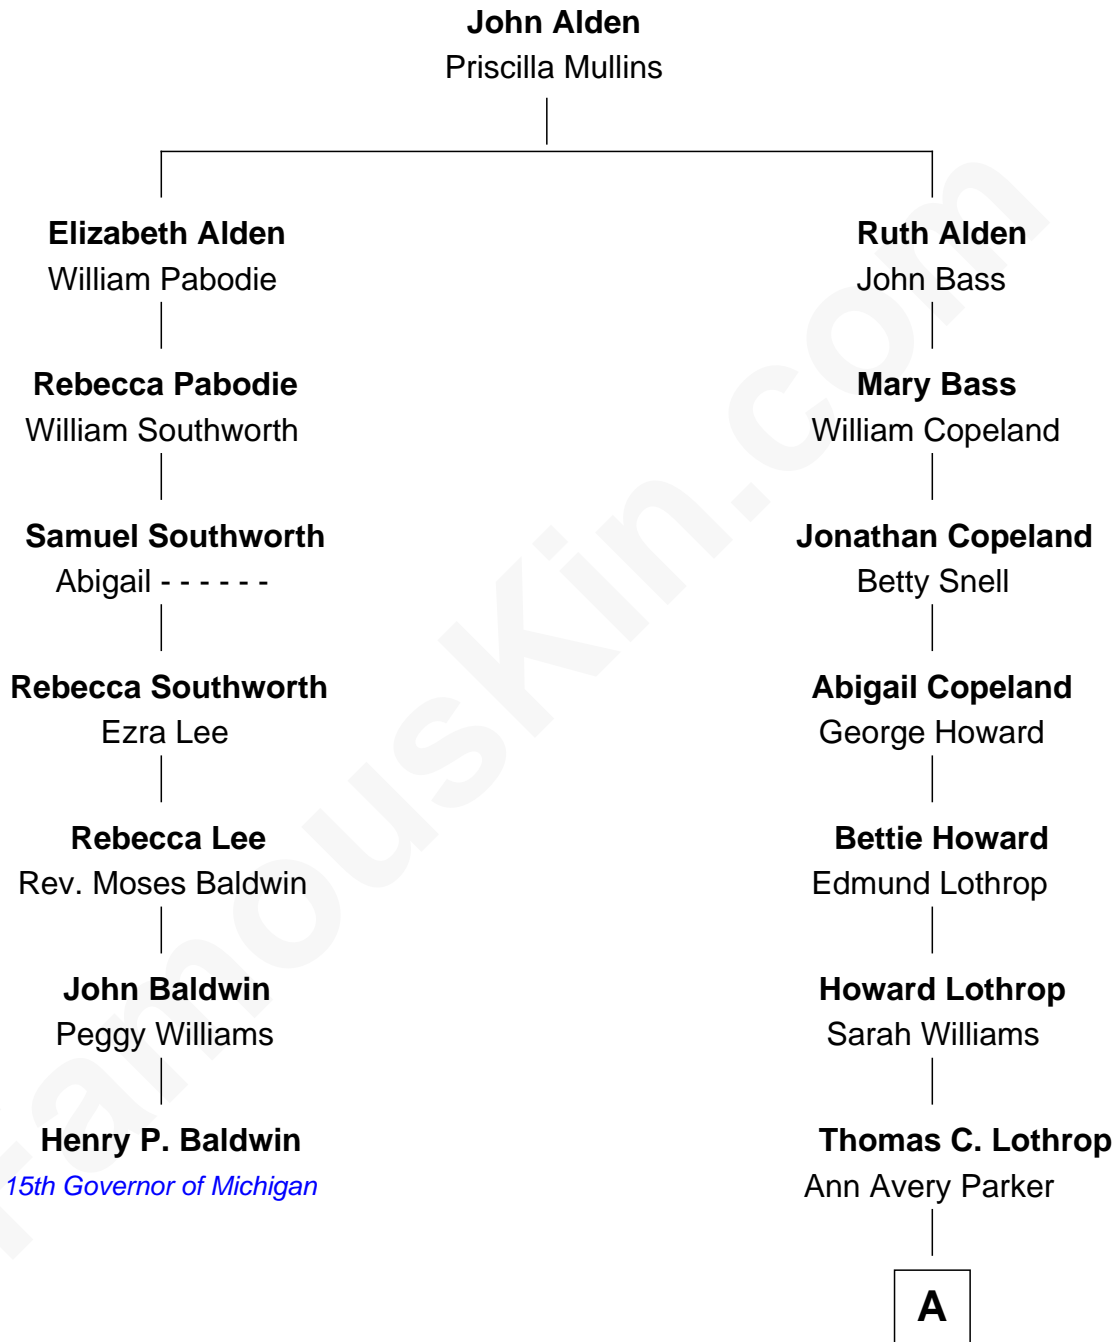 John Alden
Priscilla Mullins
Elizabeth Alden
William Pabodie
Ruth Alden
John Bass
Rebecca Pabodie
William Southworth
Mary Bass
William Copeland
Samuel Southworth
Abigail - - - - - -
Jonathan Copeland
Betty Snell
Rebecca Southworth
Ezra Lee
Abigail Copeland
George Howard
Rebecca Lee
Rev. Moses Baldwin
Bettie Howard
Edmund Lothrop
John Baldwin
Peggy Williams
Howard Lothrop
Sarah Williams
Henry P. Baldwin
15th Governor of Michigan
Thomas C. Lothrop
Ann Avery Parker
A
FamousKin.com